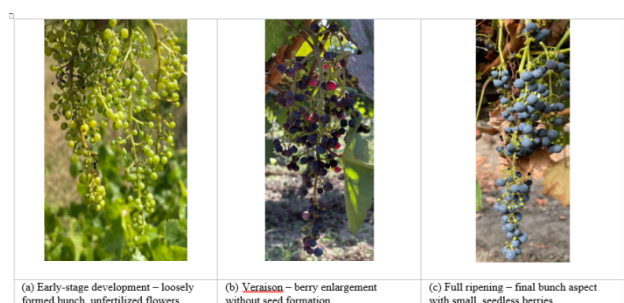 (a) Early-stage development – loosely
formed bunch, unfertilized flowers
(b) Veraison – berry enlargement
without seed formation
(c) Full ripening – final bunch aspect
with small, seedless berries